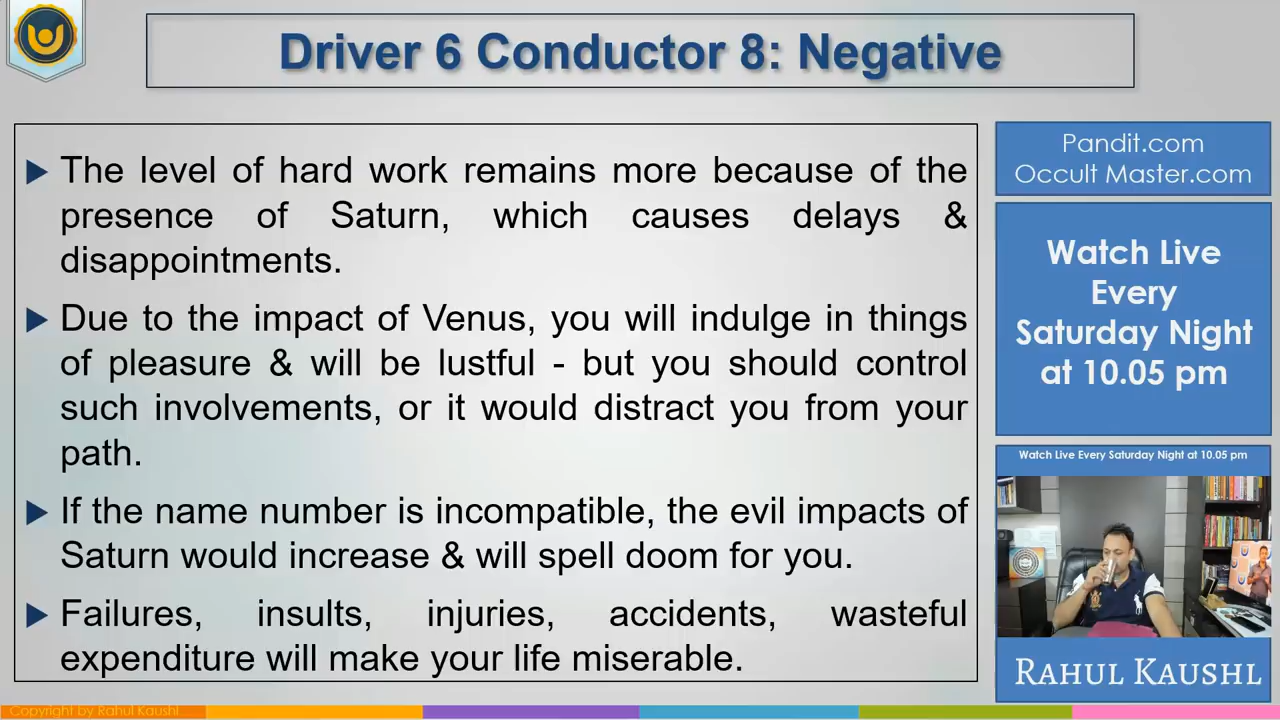 Driver 6 Conductor 8: Negative
The level of hard work remains more because of the
presence of Saturn, which causes delays &
disappointments.
Due to the impact of Venus, you will indulge in things
of pleasure & will be lustful - but you should control
such involvements, or it would distract you from your
path.
If the name number is incompatible, the evil impacts of
Saturn would increase & will spell doom for you.
Failures, insults, injuries, accidents, wasteful
expenditure will make your life miserable.
Pandit.com
Occult Master.com
Watch Live
Every
Saturday Night
at 10.05 pm
Watch Live Every Saturday Night at 10.05 pm
Rahul Kaushl
Copyright by Rahul Kaushl